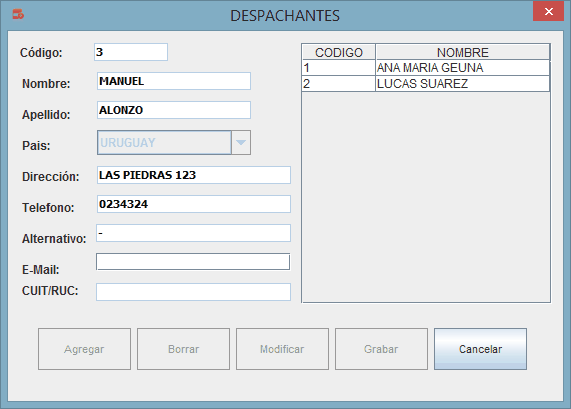 DESPACHANTES
Código: 3
Nombre: MANUEL
Apellido: ALONZO
Pais: URUGUAY
Dirección: LAS PIEDRAS 123
Telefono: 0234324
Alternativo: -
E-Mail:
CUIT/RUC:
CODIGO NOMBRE
1 ANA MARIA GEUNA
2 LUCAS SUAREZ
Agregar Borrar Modificar Grabar Cancelar